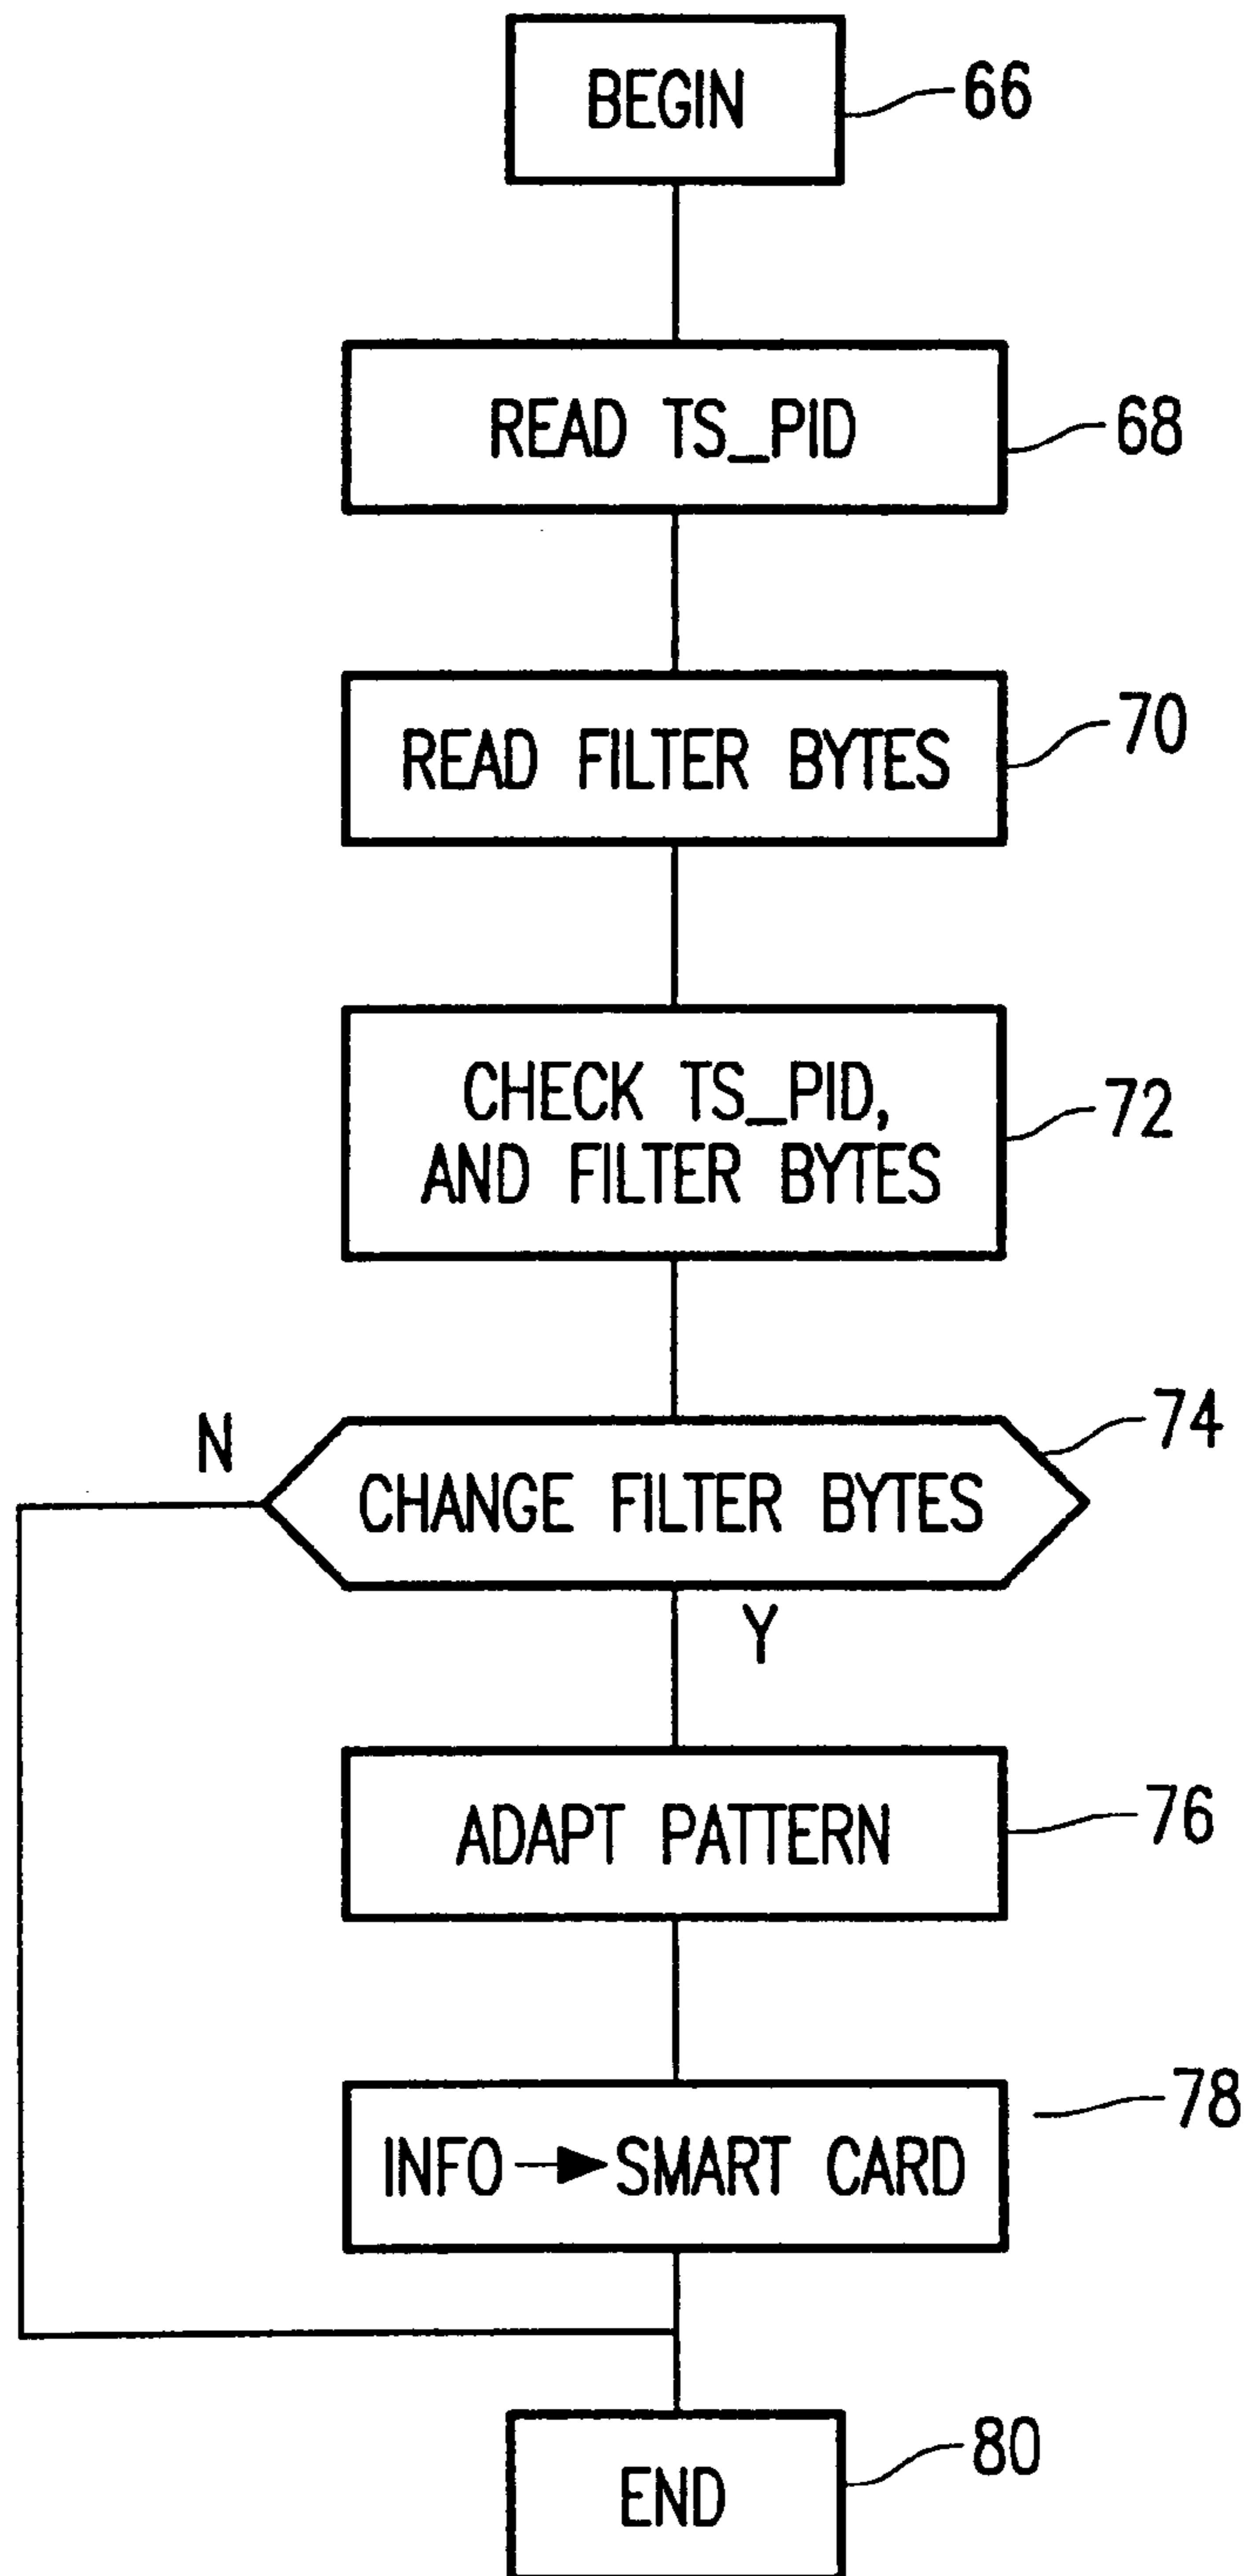 BEGIN
66
READ TS_PID
68
READ FILTER BYTES
70
CHECK TS_PID,
AND FILTER BYTES
72
N
CHANGE FILTER BYTES
74
Y
ADAPT PATTERN
76
INFO → SMART CARD
78
END
80